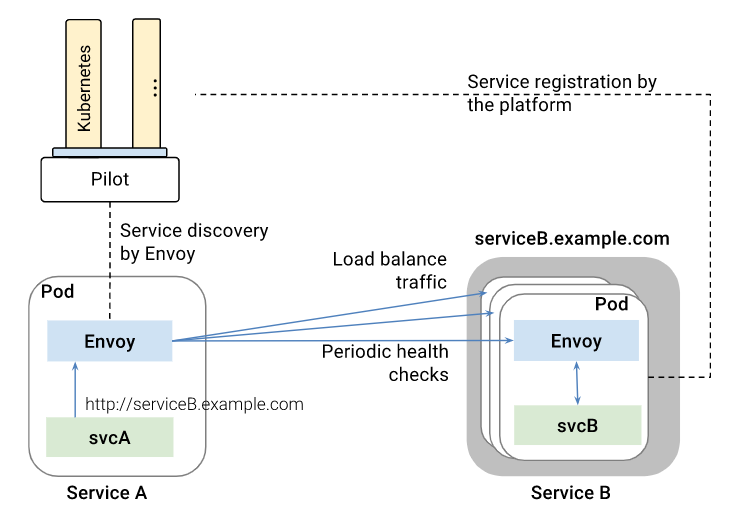 Kubernetes
...
Pilot
Service registration by
the platform
Service discovery
by Envoy
serviceB.example.com
Load balance
traffic
Pod
Pod
Envoy
Envoy
Periodic health
checks
http://serviceB.example.com
svcA
svcB
Service A
Service B